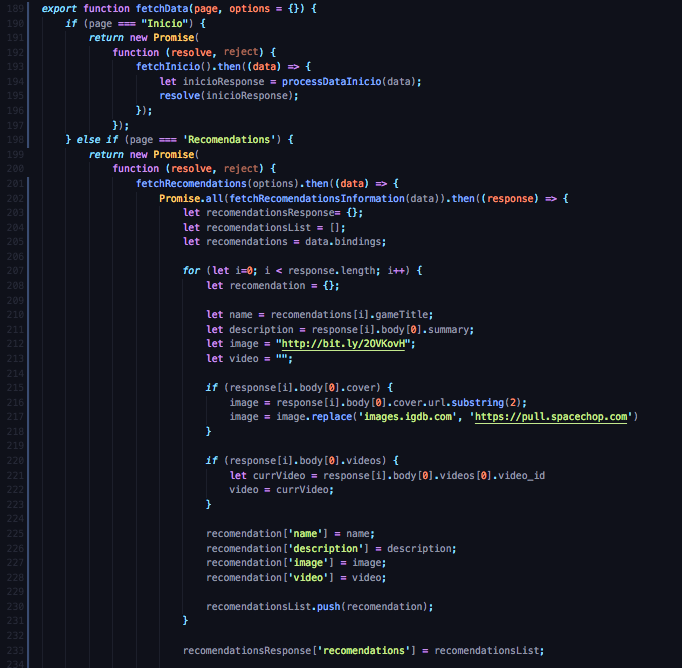 189 export function fetchData(page, options = {}) {
190     if (page === "Inicio") {
191         return new Promise(
192             function (resolve, reject) {
193                 fetchInicio().then((data) => {
194                     let inicioResponse = processDataInicio(data);
195                     resolve(inicioResponse);
196                 });
197             });
198     } else if (page === 'Recomendations') {
199         return new Promise(
200             function (resolve, reject) {
201                 fetchRecomendations(options).then((data) => {
202                     Promise.all(fetchRecomendationsInformation(data)).then((response) => {
203                         let recomendationsResponse= {};
204                         let recomendationsList = [];
205                         let recomendations = data.bindings;
206
207                         for (let i=0; i < response.length; i++) {
208                             let recomendation = {};
209
210                             let name = recomendations[i].gameTitle;
211                             let description = response[i].body[0].summary;
212                             let image = "http://bit.ly/2OVKovH";
213                             let video = "";
214
215                             if (response[i].body[0].cover) {
216                                 image = response[i].body[0].cover.url.substring(2);
217                                 image = image.replace('images.igdb.com', 'https://pull.spacechop.com')
218                             }
219
220                             if (response[i].body[0].videos) {
221                                 let currVideo = response[i].body[0].videos[0].video_id
222                                 video = currVideo;
223                             }
224
225                             recomendation['name'] = name;
226                             recomendation['description'] = description;
227                             recomendation['image'] = image;
228                             recomendation['video'] = video;
229
230                             recomendationsList.push(recomendation);
231                         }
232
233                         recomendationsResponse['recomendations'] = recomendationsList;
234